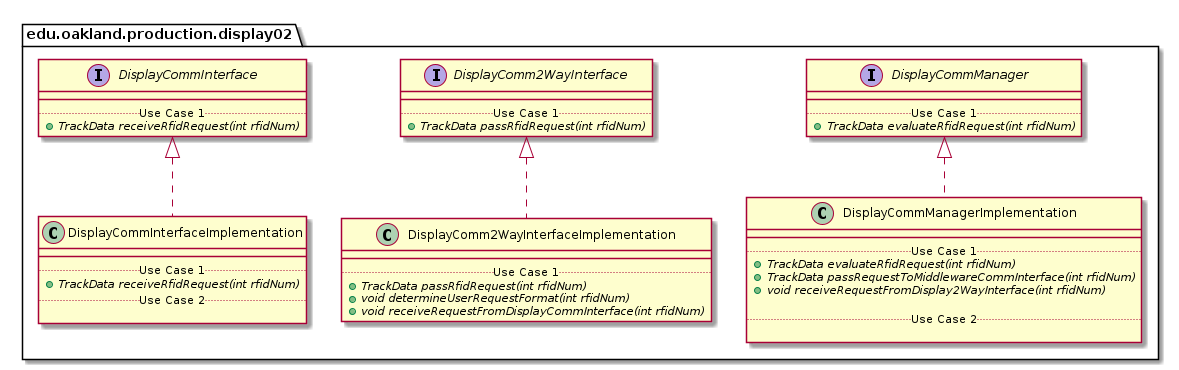 edu.oakland.production.display02
I DisplayCommInterface
Use Case 1
TrackData receiveRfidRequest(int rfidNum)
I DisplayComm2WayInterface
Use Case 1
TrackData passRfidRequest(int rfidNum)
I DisplayCommManager
Use Case 1
TrackData evaluateRfidRequest(int rfidNum)
C DisplayCommInterfaceImplementation
Use Case 1
TrackData receiveRfidRequest(int rfidNum)
Use Case 2
C DisplayComm2WayInterfaceImplementation
Use Case 1
TrackData passRfidRequest(int rfidNum)
void determineUserRequestFormat(int rfidNum)
void receiveRequestFromDisplayCommInterface(int rfidNum)
C DisplayCommManagerImplementation
Use Case 1
TrackData evaluateRfidRequest(int rfidNum)
TrackData passRequestToMiddlewareCommInterface(int rfidNum)
void receiveRequestFromDisplay2WayInterface(int rfidNum)
Use Case 2